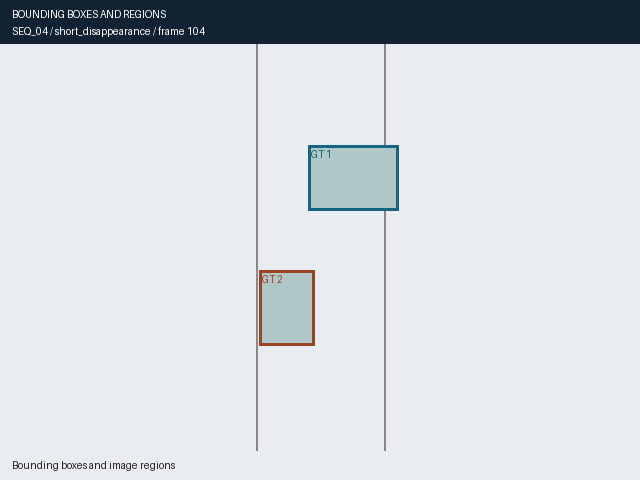 BOUNDING BOXES AND REGIONS
SEQ_04/short_disappearance/frame 104
GT1
GT2
Bounding boxes and image regions